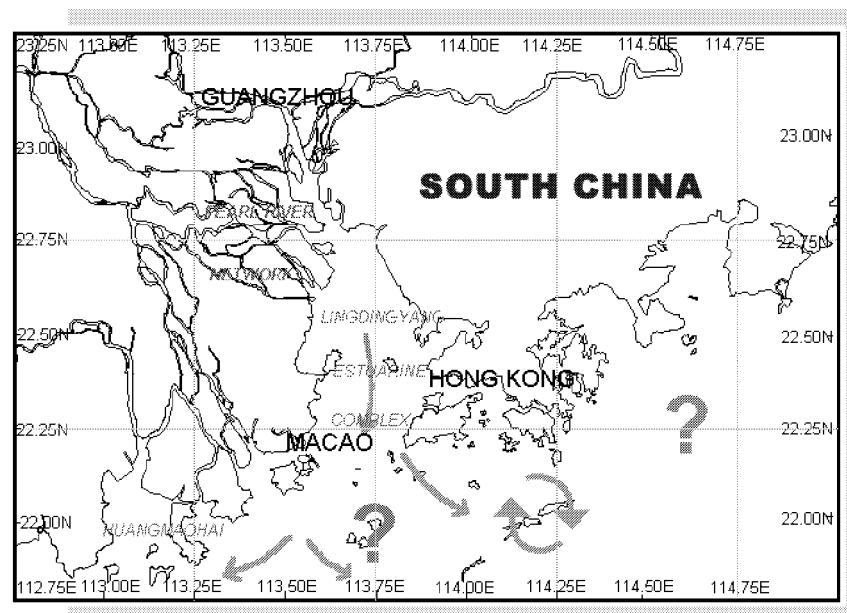 23.25N 113.00E 113.25E 113.50E 113.75E 114.00E 114.25E 114.50E 114.75E
GUANGZHOU
23.00N 23.00N
SOUTH CHINA
PEARL RIVER
22.75N 22.75N
NETWORK
LINGDINGYANG
22.50N 22.50N
ESTUARINE
HONG KONG
COMPLEX
?
22.25N 22.25N
MACAO
?
22.00N 22.00N
HUANGMAOHAI
112.75E 113.00E 113.25E 113.50E 113.75E 114.00E 114.25E 114.50E 114.75E